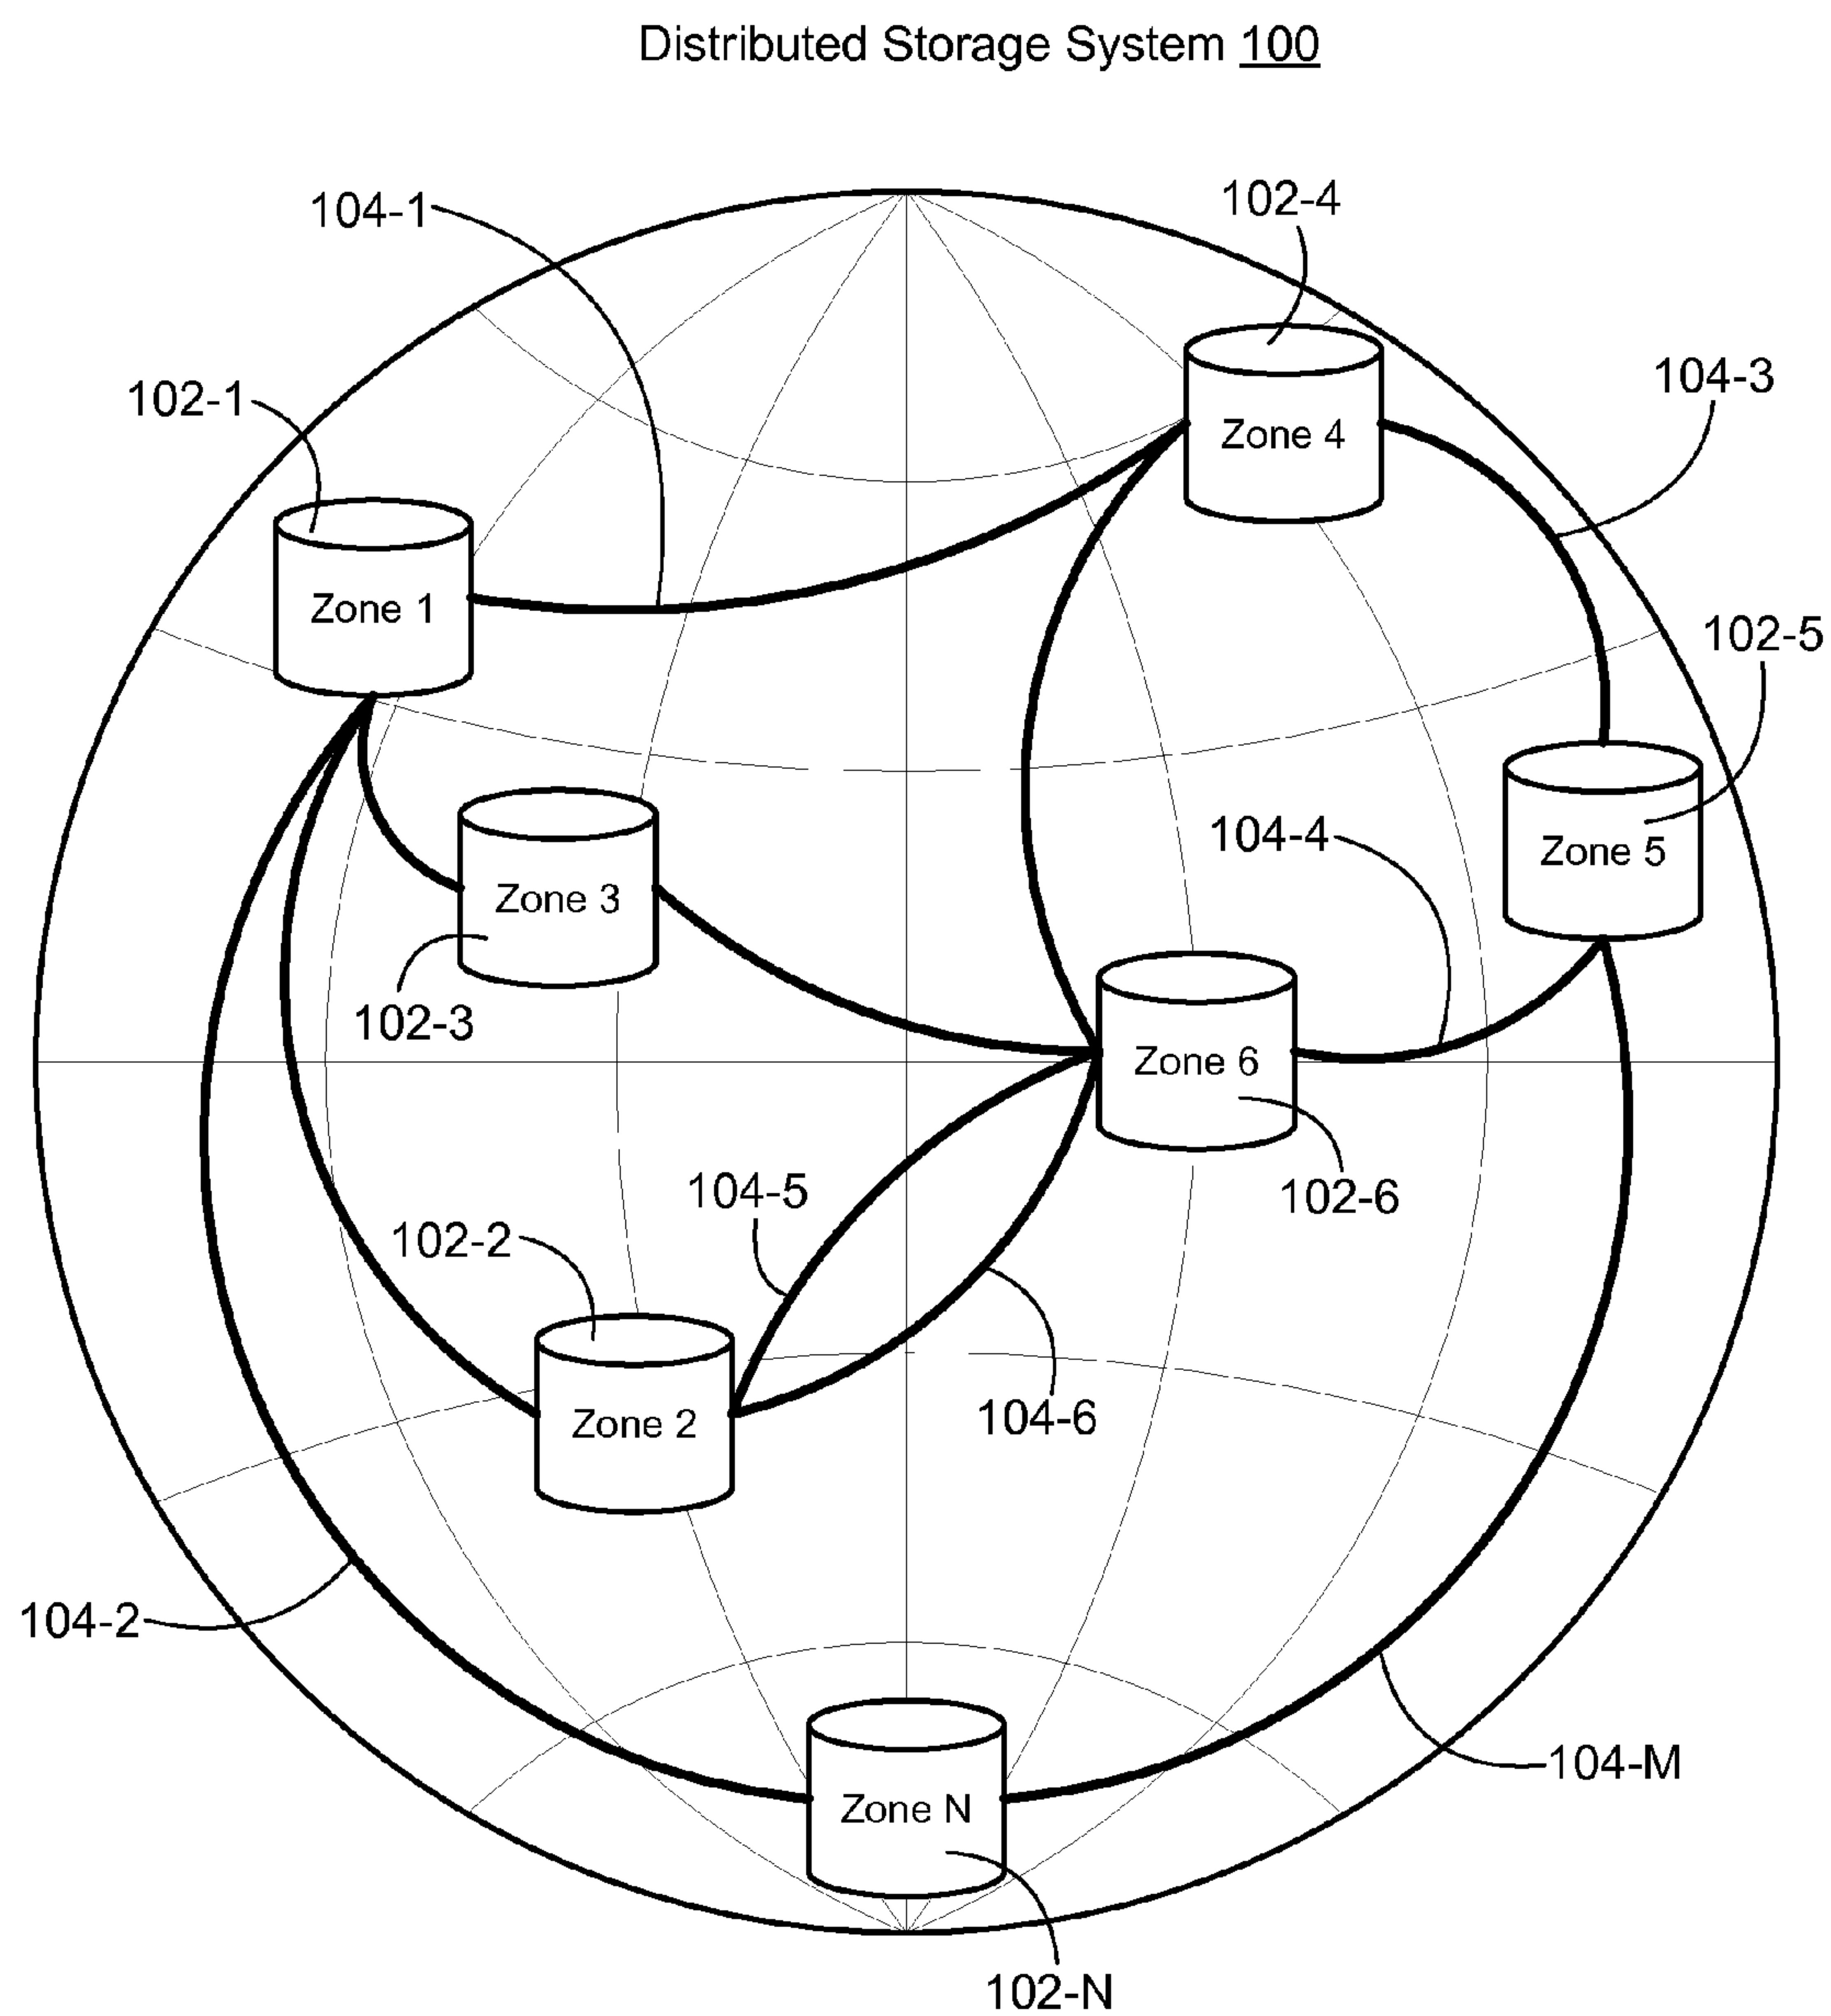 Distributed Storage System 100
102-4
104-1
104-3
102-1
Zone 4
Zone 1
102-5
104-4
Zone 5
Zone 3
102-3
Zone 6
104-5
102-6
102-2
104-6
Zone 2
104-2
104-M
Zone N
102-N